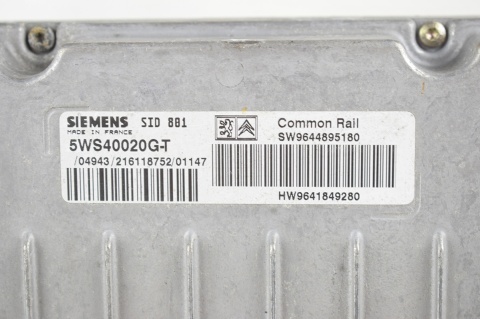 SIEMENS SID 801
MADE IN FRANCE
5WS40020G-T
/04943/216118752/01147
Common Rail
SW9644895180
HW9641849280